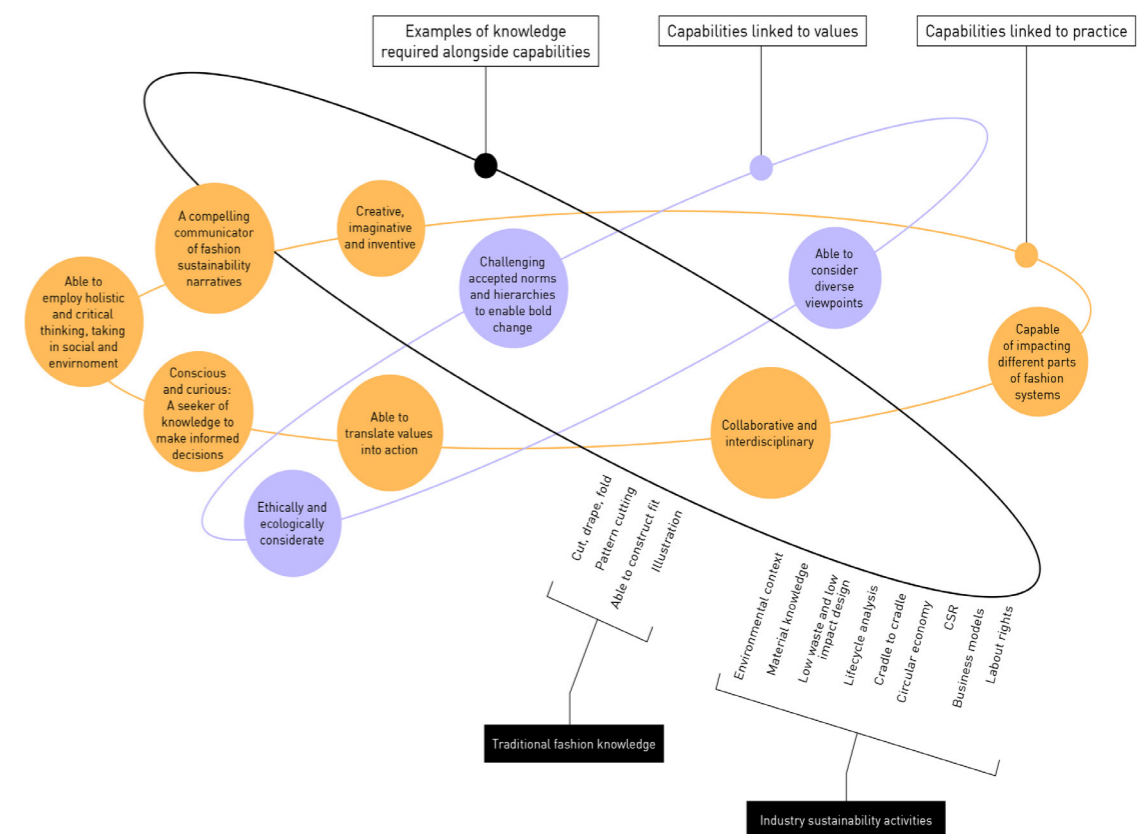 Examples of knowledge
required alongside capabilities
Capabilities linked to values
Capabilities linked to practice
A compelling
communicator
of fashion
sustainability
narratives
Creative,
imaginative
and inventive
Challenging
accepted norms
and hierarchies
to enable bold
change
Able to
consider
diverse
viewpoints
Able to
employ holistic
and critical
thinking, taking
in social and
envirnoment
Capable
of impacting
different parts
of fashion
systems
Conscious
and curious:
A seeker of
knowledge to
make informed
decisions
Able to
translate values
into action
Collaborative and
interdisciplinary
Ethically and
ecologically
considerate
Cut, drape, fold
Pattern cutting
Able to construct fit
Illustration
Environmental context
Material knowledge
Low waste and low
impact design
Lifecycle analysis
Cradle to cradle
Circular economy
CSR
Business models
Labout rights
Traditional fashion knowledge
Industry sustainability activities